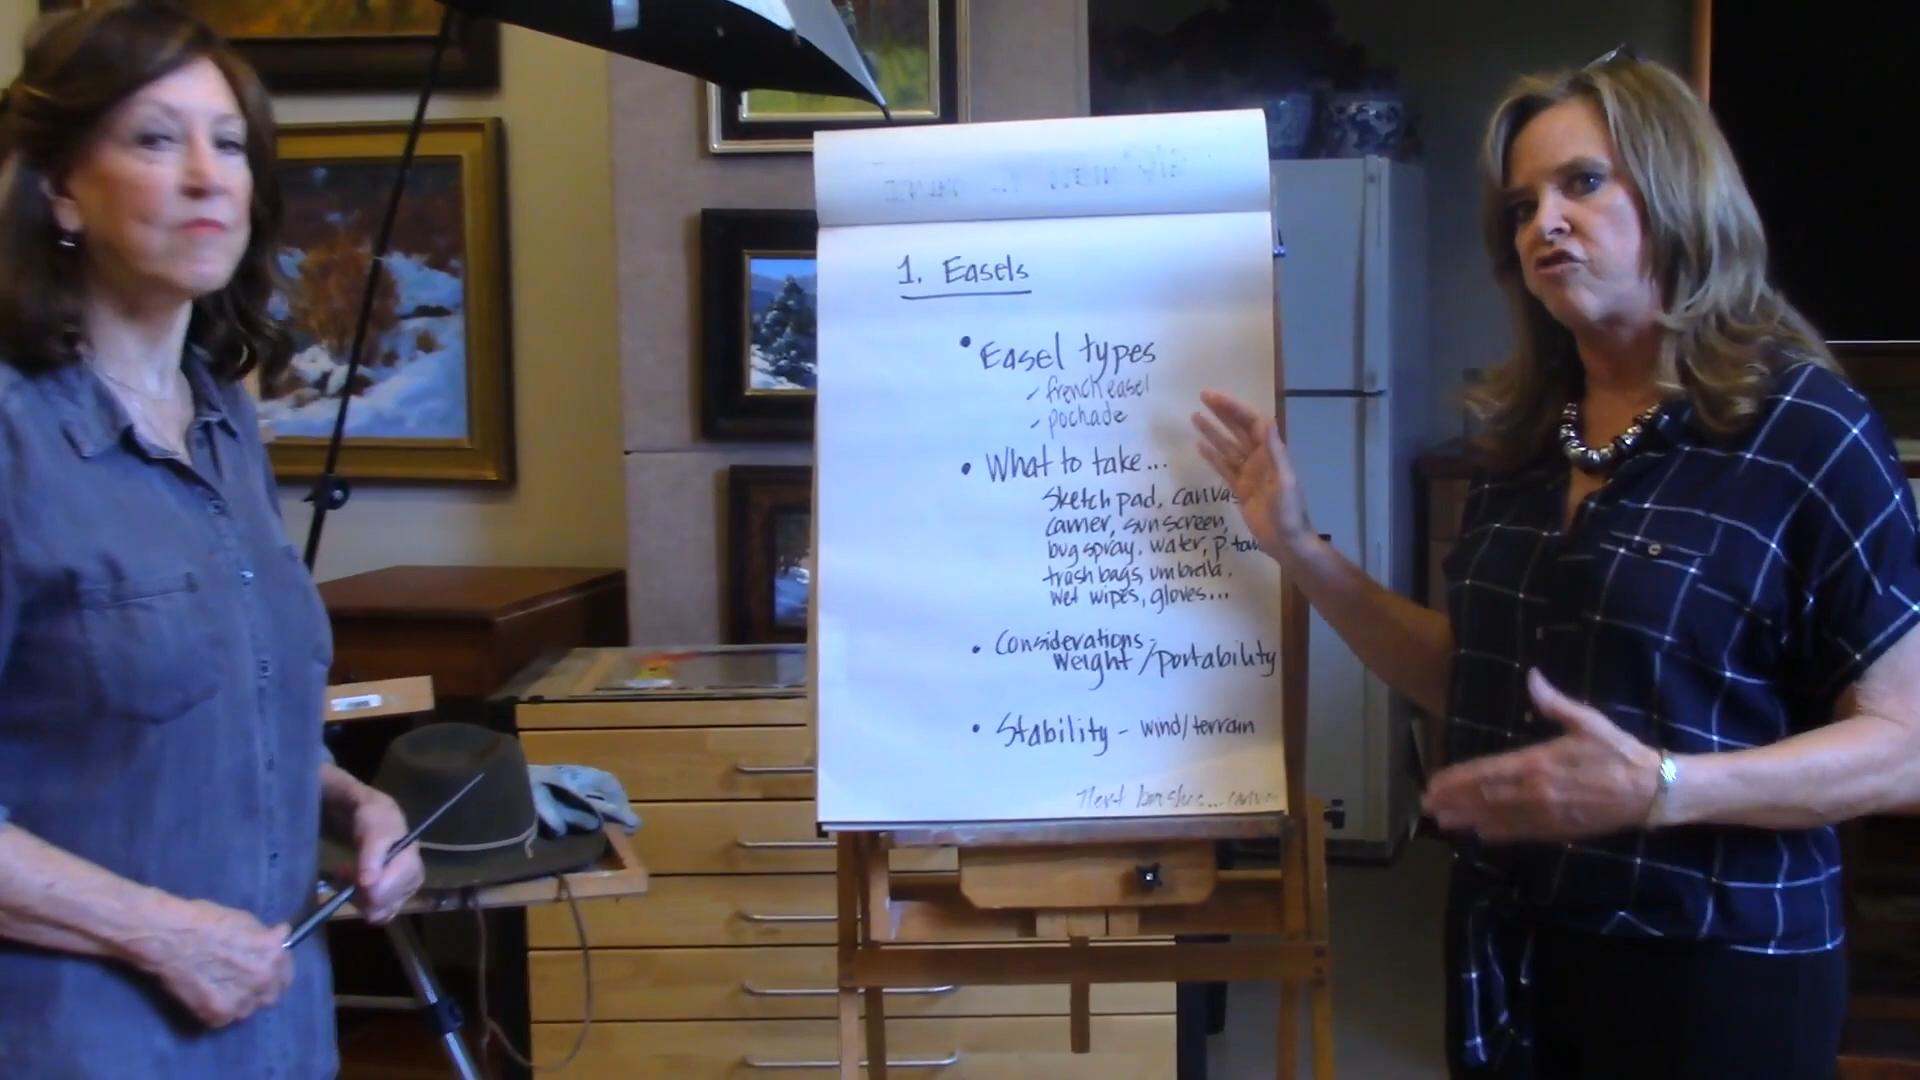 1. Easels
• Easel types
- french easel
- pochade
• What to take...
Sketch pad, canvas
carrier, sunscreen,
bug spray, water, p. tow
trash bags, umbrella,
wet wipes, gloves...
• Considerations-
Weight/portability
• Stability - wind/terrain